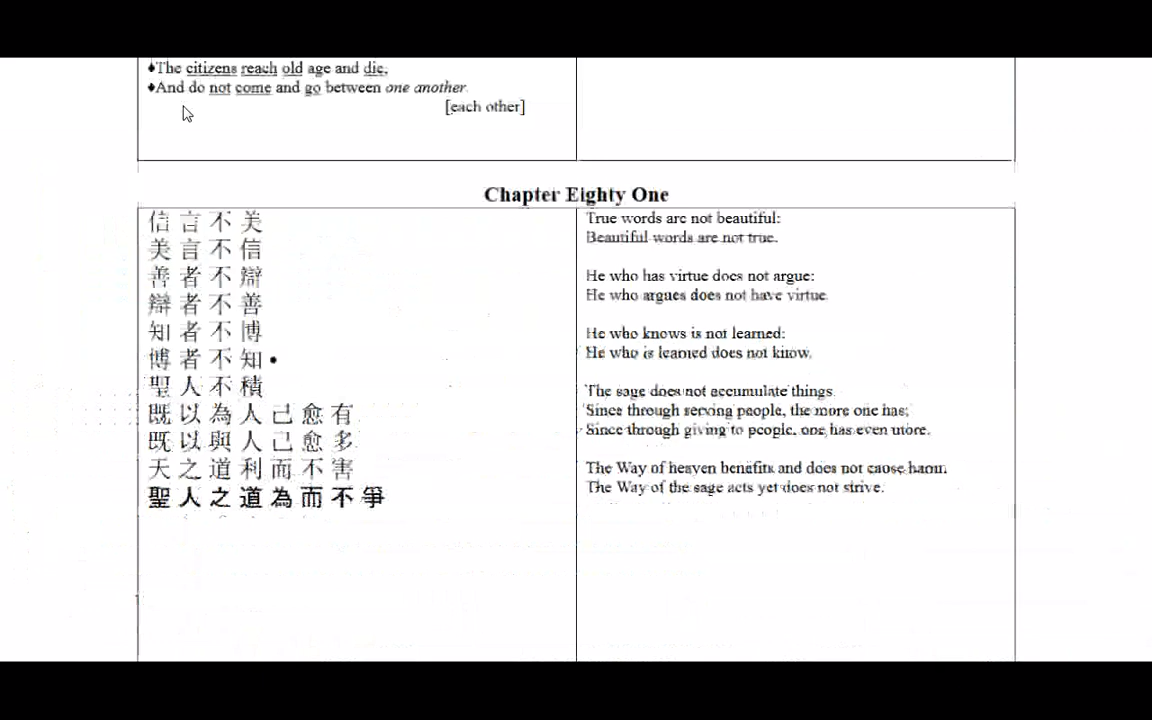 ♦The citizens reach old age and die,
♦And do not come and go between one another.
[each other]
Chapter Eighty One
信言不美
美言不信
善者不辯
辯者不善
知者不博
博者不知•
聖人不積
既以為人己愈有
既以與人己愈多
天之道利而不害
聖人之道為而不爭
True words are not beautiful:
Beautiful words are not true.
He who has virtue does not argue:
He who argues does not have virtue.
He who knows is not learned:
He who is learned does not know.
The sage does not accumulate things.
Since through serving people, the more one has;
Since through giving to people, one has even more.
The Way of heaven benefits and does not cause harm.
The Way of the sage acts yet does not strive.